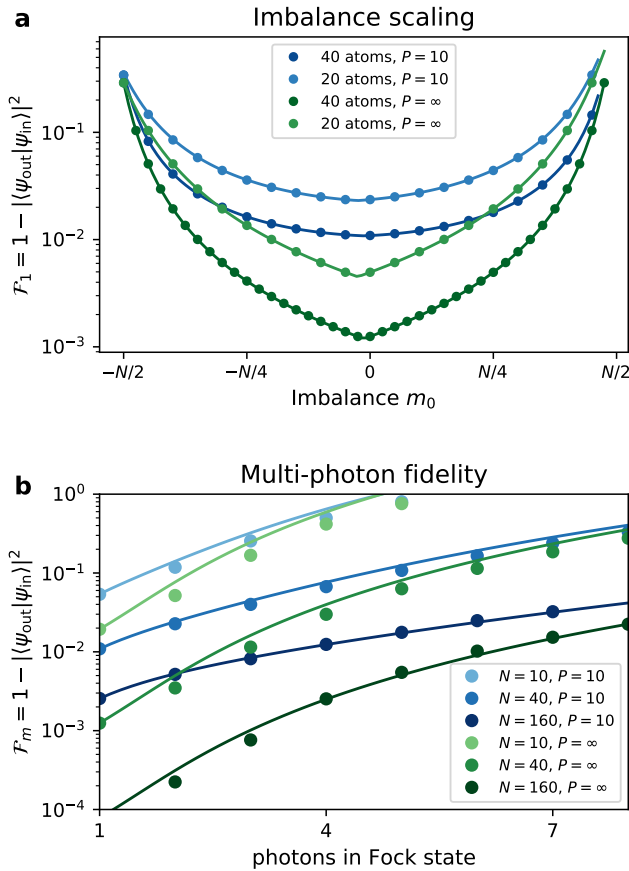 a
Imbalance scaling
40 atoms, P = 10
20 atoms, P = 10
40 atoms, P = ∞
20 atoms, P = ∞
ℱ₁ = 1 − |⟨ψ_out|ψ_in⟩|²
10⁻¹
10⁻²
10⁻³
−N/2
−N/4
0
N/4
N/2
Imbalance m₀
b
Multi-photon fidelity
ℱₘ = 1 − |⟨ψ_out|ψ_in⟩|²
10⁰
10⁻¹
10⁻²
10⁻³
10⁻⁴
N = 10, P = 10
N = 40, P = 10
N = 160, P = 10
N = 10, P = ∞
N = 40, P = ∞
N = 160, P = ∞
1
4
7
photons in Fock state